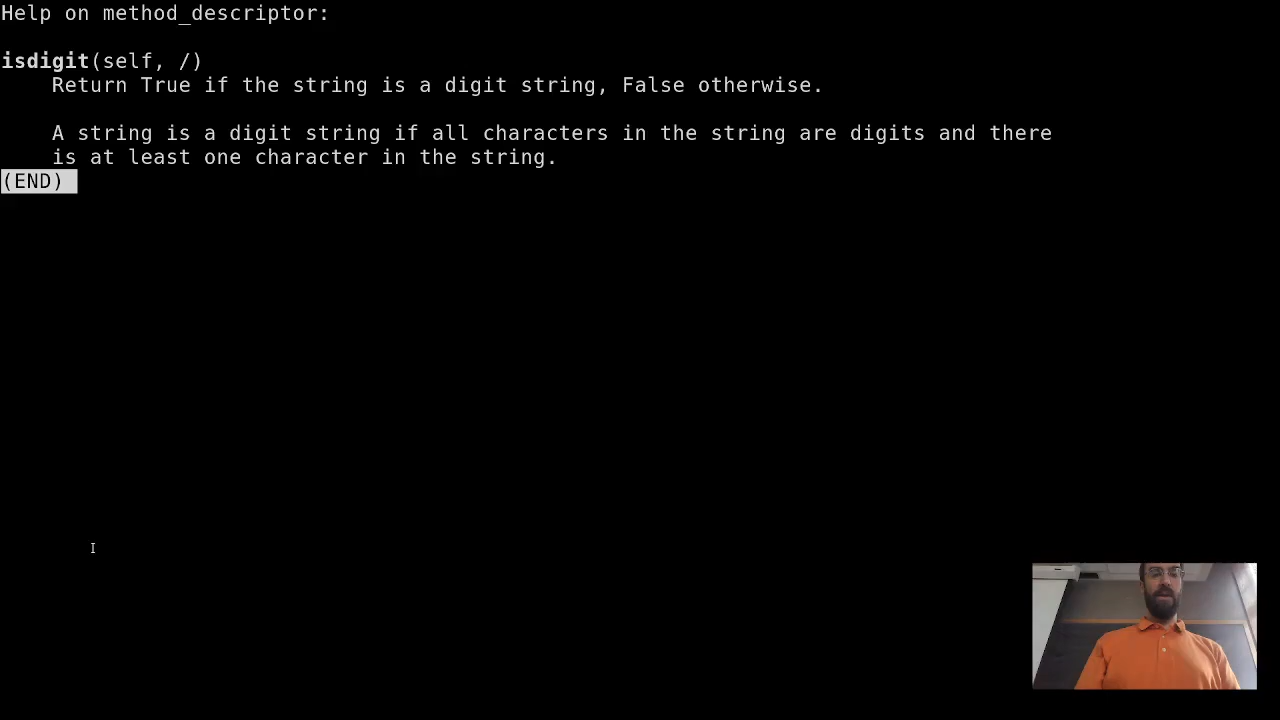 Help on method_descriptor:
isdigit(self, /)
Return True if the string is a digit string, False otherwise.
A string is a digit string if all characters in the string are digits and there
is at least one character in the string.
(END)